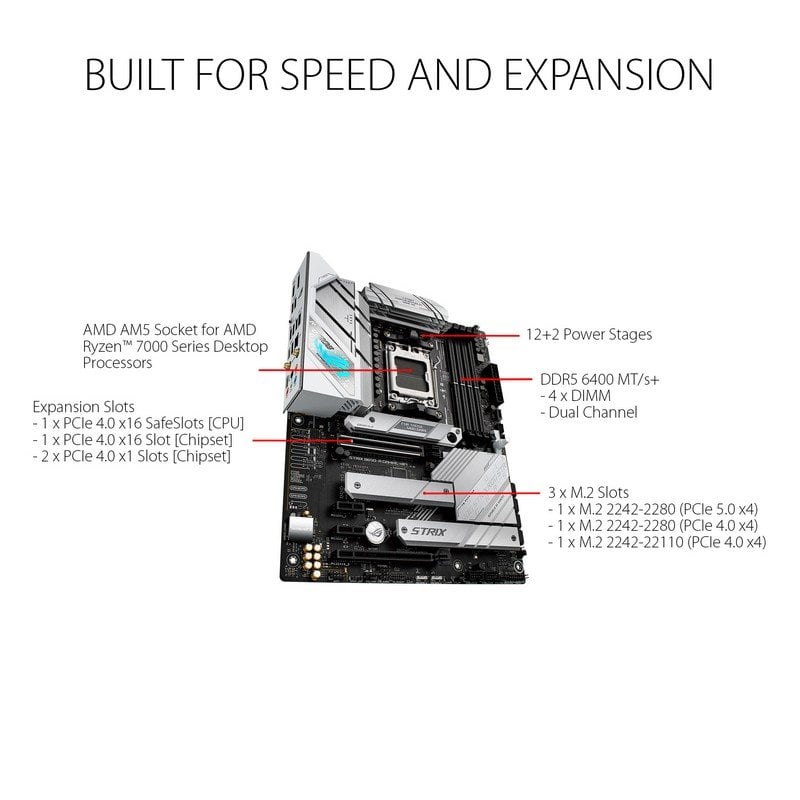 BUILT FOR SPEED AND EXPANSION
AMD AM5 Socket for AMD
Ryzen™ 7000 Series Desktop
Processors
Expansion Slots
- 1 x PCIe 4.0 x16 SafeSlots [CPU]
- 1 x PCIe 4.0 x16 Slot [Chipset]
- 2 x PCIe 4.0 x1 Slots [Chipset]
12+2 Power Stages
DDR5 6400 MT/s+
- 4 x DIMM
- Dual Channel
3 x M.2 Slots
- 1 x M.2 2242-2280 (PCIe 5.0 x4)
- 1 x M.2 2242-2280 (PCIe 4.0 x4)
- 1 x M.2 2242-22110 (PCIe 4.0 x4)
STRIX